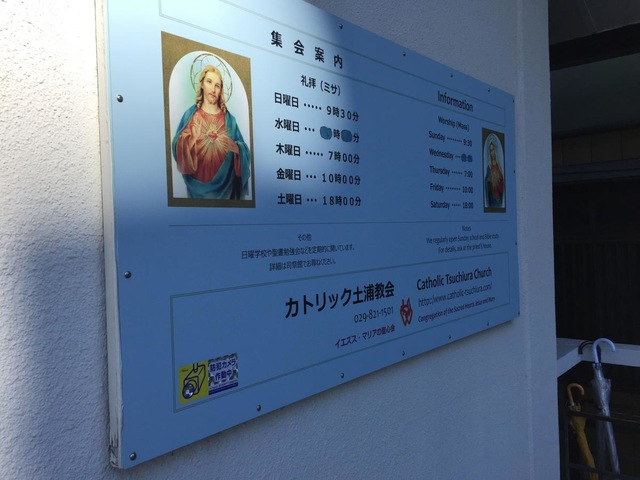 集会案内
礼拝（ミサ）
日曜日 ••••• 9時30分
水曜日 ••• 時 分
木曜日 ••••• 7時00分
金曜日 ••• 10時00分
土曜日 ••• 18時00分
その他
日曜学校や聖書勉強会などを定期的に開いています。
詳細は司祭館でお尋ねください。
Information
Worship (Mass)
Sunday ········ 9:30
Wednesday ····
Thursday ······· 7:00
Friday ········ 10:00
Saturday ······ 18:00
We regularly open Sunday school and Bible study.
For details, ask at the priest's house.
カトリック土浦教会
029-821-1501
イエズス・マリアの聖心会
Catholic Tsuchiura Church
https://www.catholic-tsuchiura.com/
Congregation of the Sacred Hearts Jesus and Mary
防犯カメラ
作動中